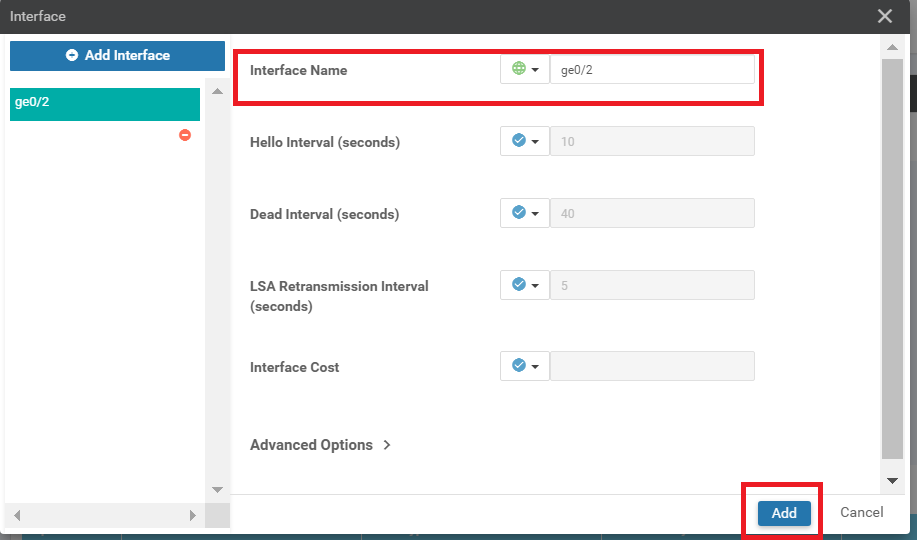 Interface
Add Interface
ge0/2
Interface Name
ge0/2
Hello Interval (seconds)
10
Dead Interval (seconds)
40
LSA Retransmission Interval
(seconds)
5
Interface Cost
Advanced Options
Add
Cancel